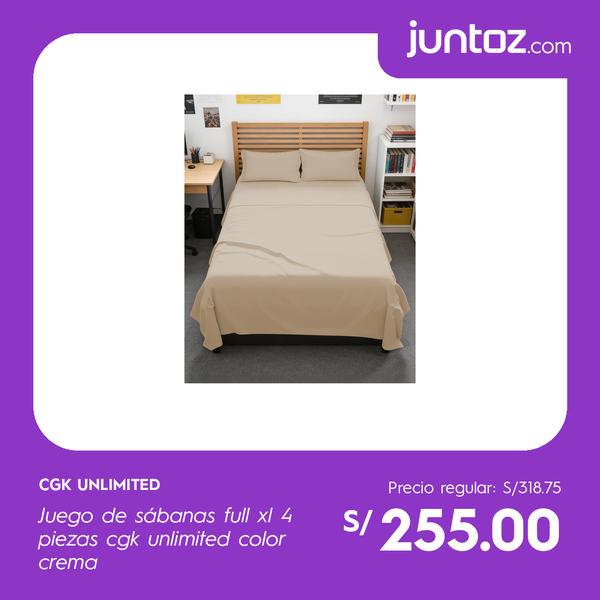 juntoz.com
CGK UNLIMITED
Juego de sábanas full xl 4
piezas cgk unlimited color
crema
Precio regular: S/318.75
S/ 255.00